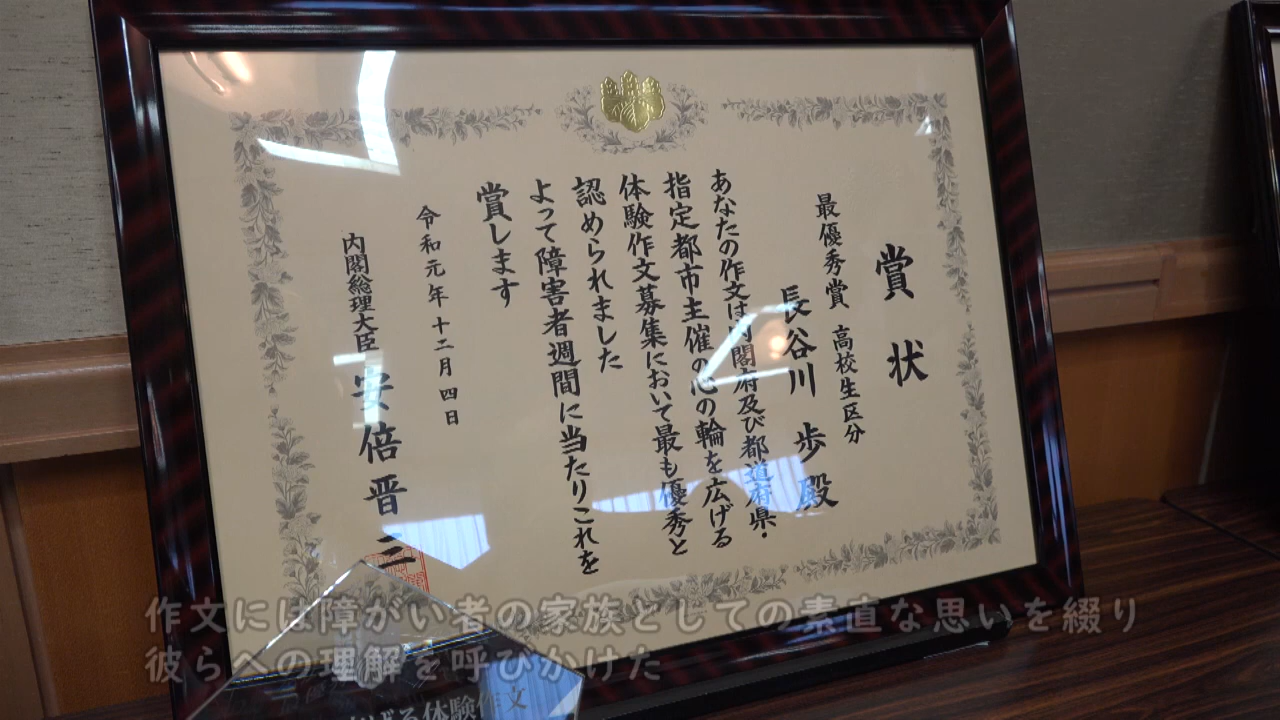 賞状
最優秀賞 高校生区分
長谷川 歩 殿
あなたの作文は内閣府及び都道府県・
指定都市主催の心の輪を広げる
体験作文募集において最も優秀と
認められました
よって障害者週間に当たりこれを
賞します
令和元年十二月四日
内閣総理大臣 安倍晋三
作文には障がい者の家族としての素直な思いを綴り
彼らへの理解を呼びかけた
げる体験作文